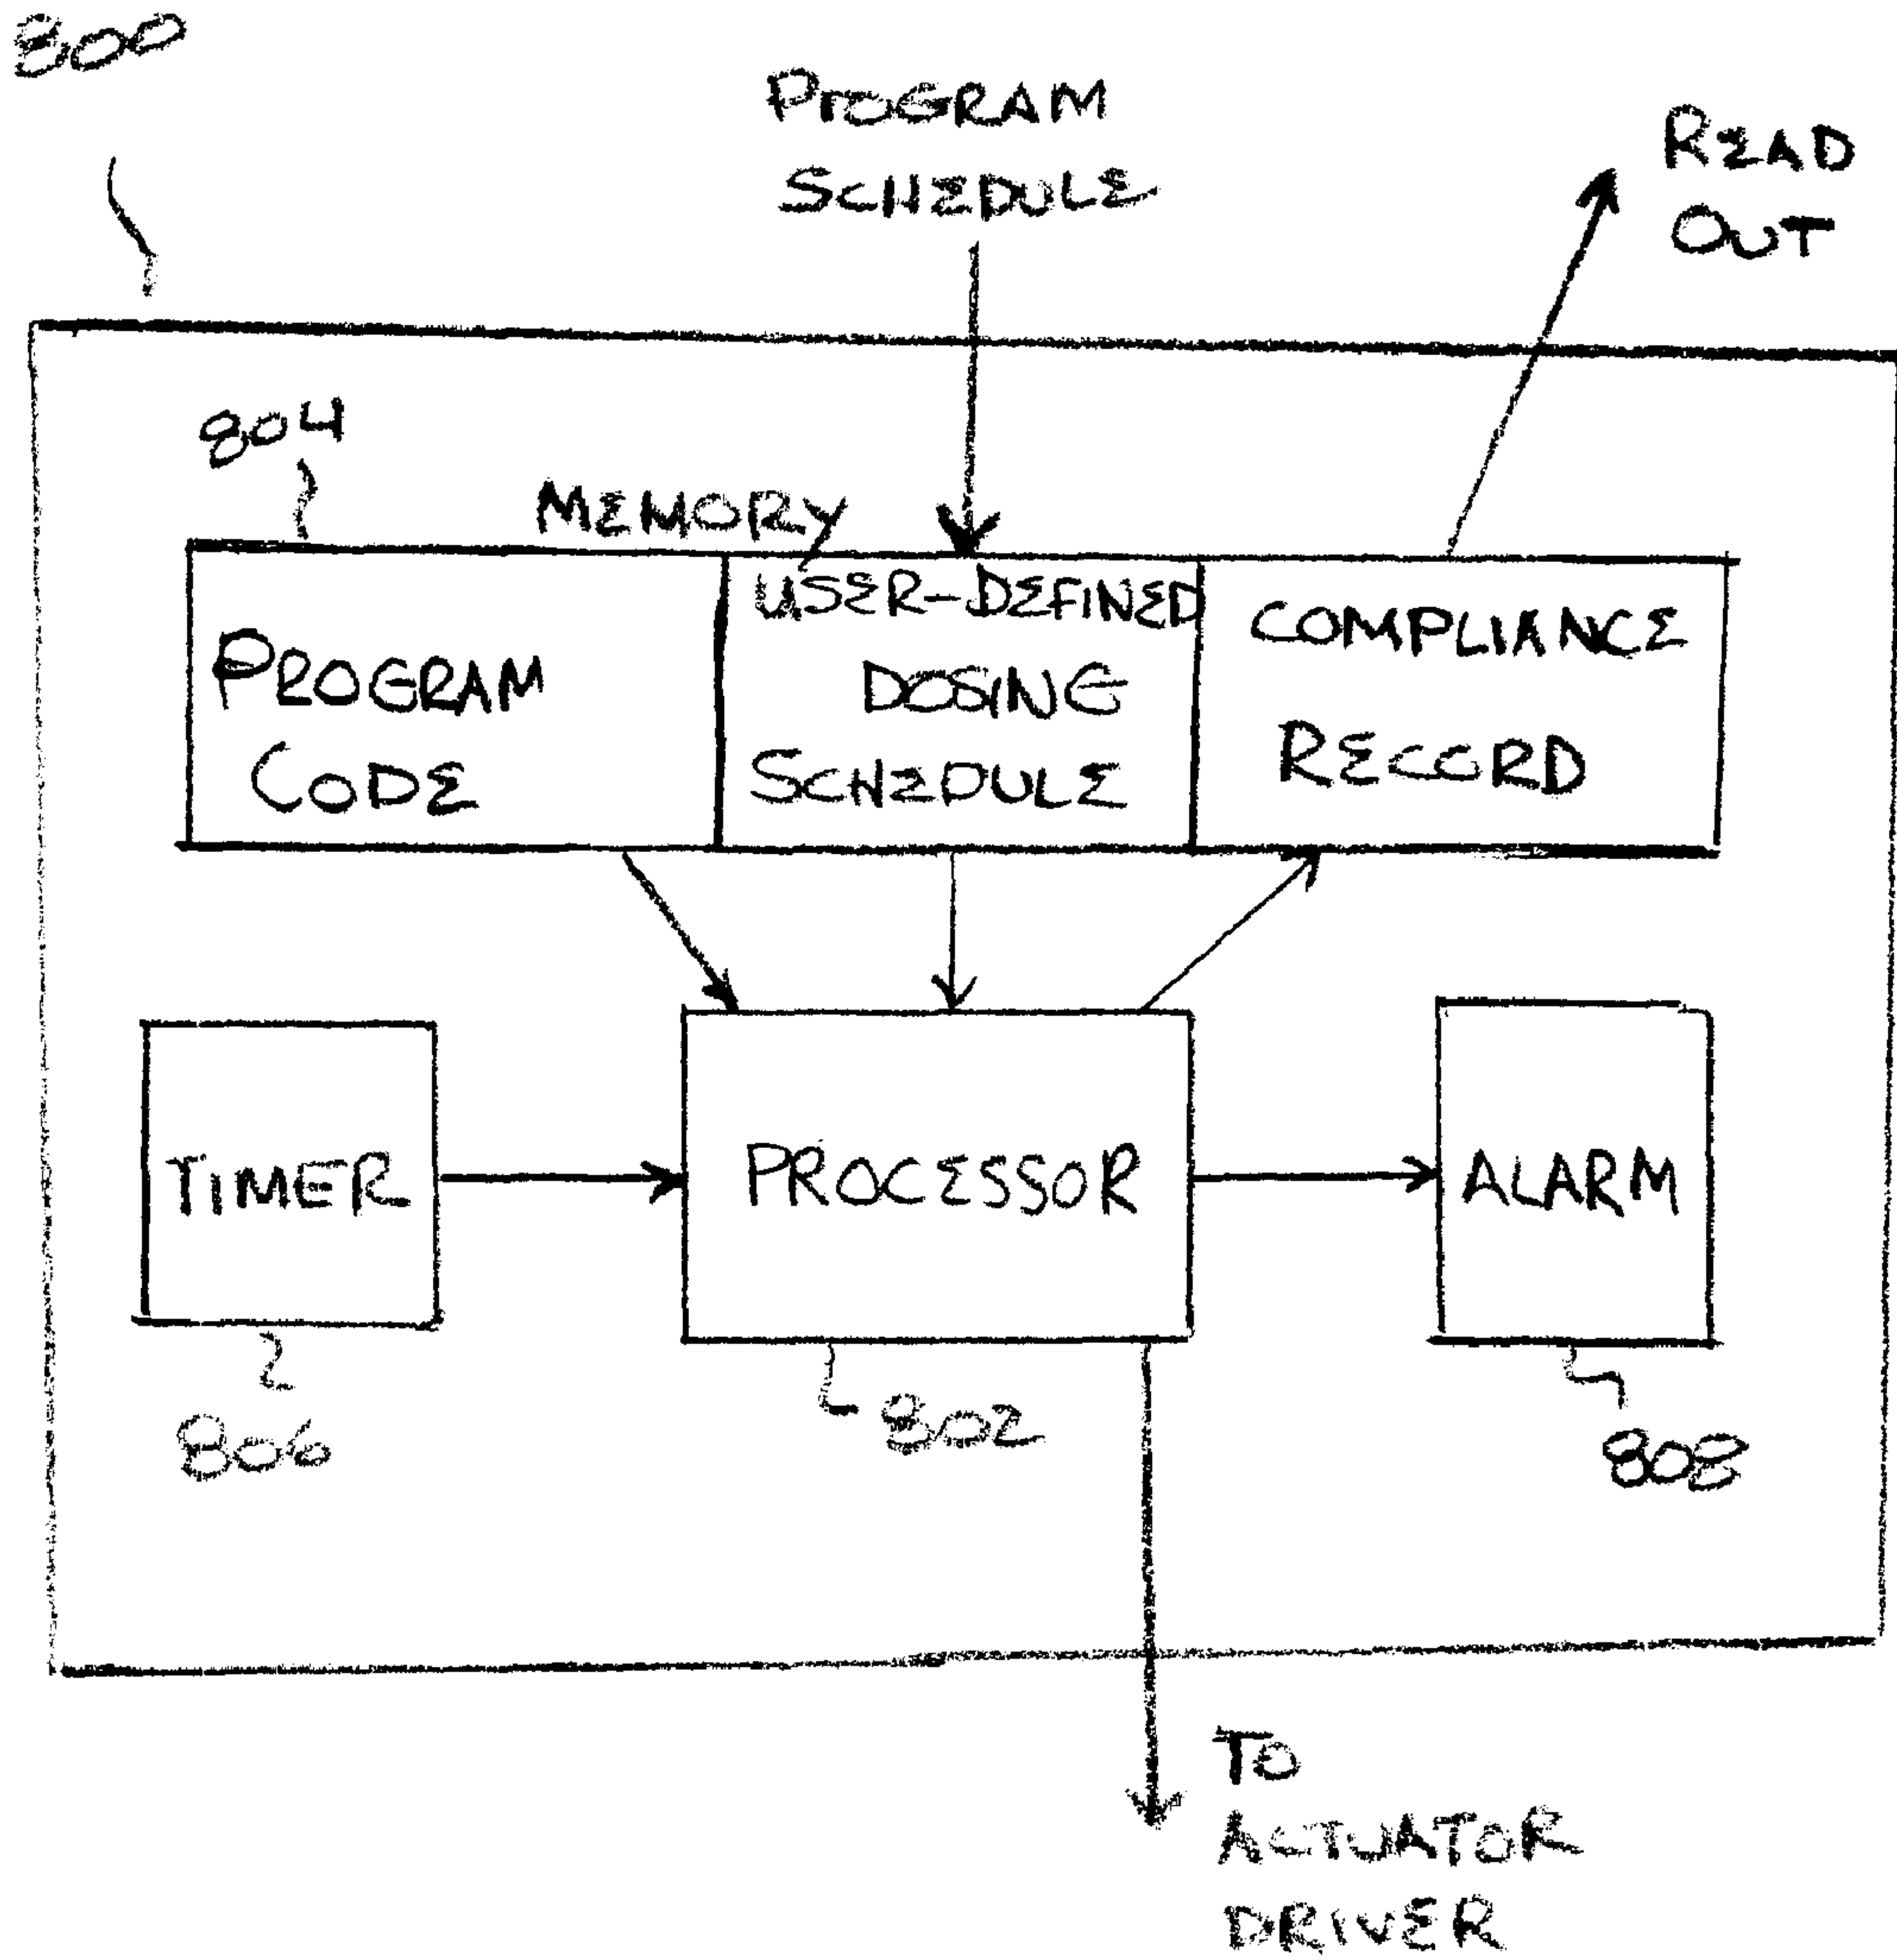 800
PROGRAM
SCHEDULE
READ
OUT
804
MEMORY
PROGRAM
CODE
USER-DEFINED
DOSING
SCHEDULE
COMPLIANCE
RECORD
TIMER
PROCESSOR
ALARM
806
802
808
TO
ACTUATOR
DRIVER